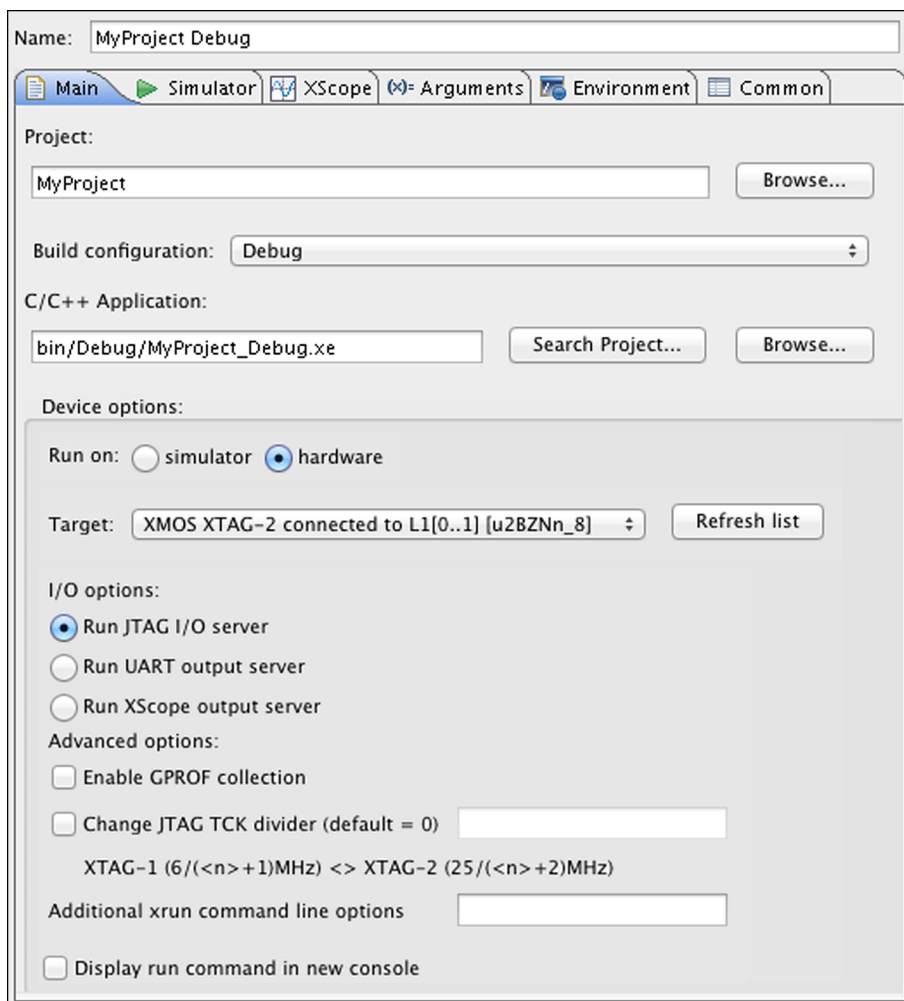 Name: MyProject Debug
Main Simulator XScope (x)= Arguments Environment Common
Project:
MyProject Browse...
Build configuration: Debug
C/C++ Application:
bin/Debug/MyProject_Debug.xe Search Project... Browse...
Device options:
Run on: simulator hardware
Target: XMOS XTAG-2 connected to L1[0..1] [u2BZNn_8] Refresh list
I/O options:
Run JTAG I/O server
Run UART output server
Run XScope output server
Advanced options:
Enable GPROF collection
Change JTAG TCK divider (default = 0)
XTAG-1 (6/(<n>+1)MHz) <> XTAG-2 (25/(<n>+2)MHz)
Additional xrun command line options
Display run command in new console